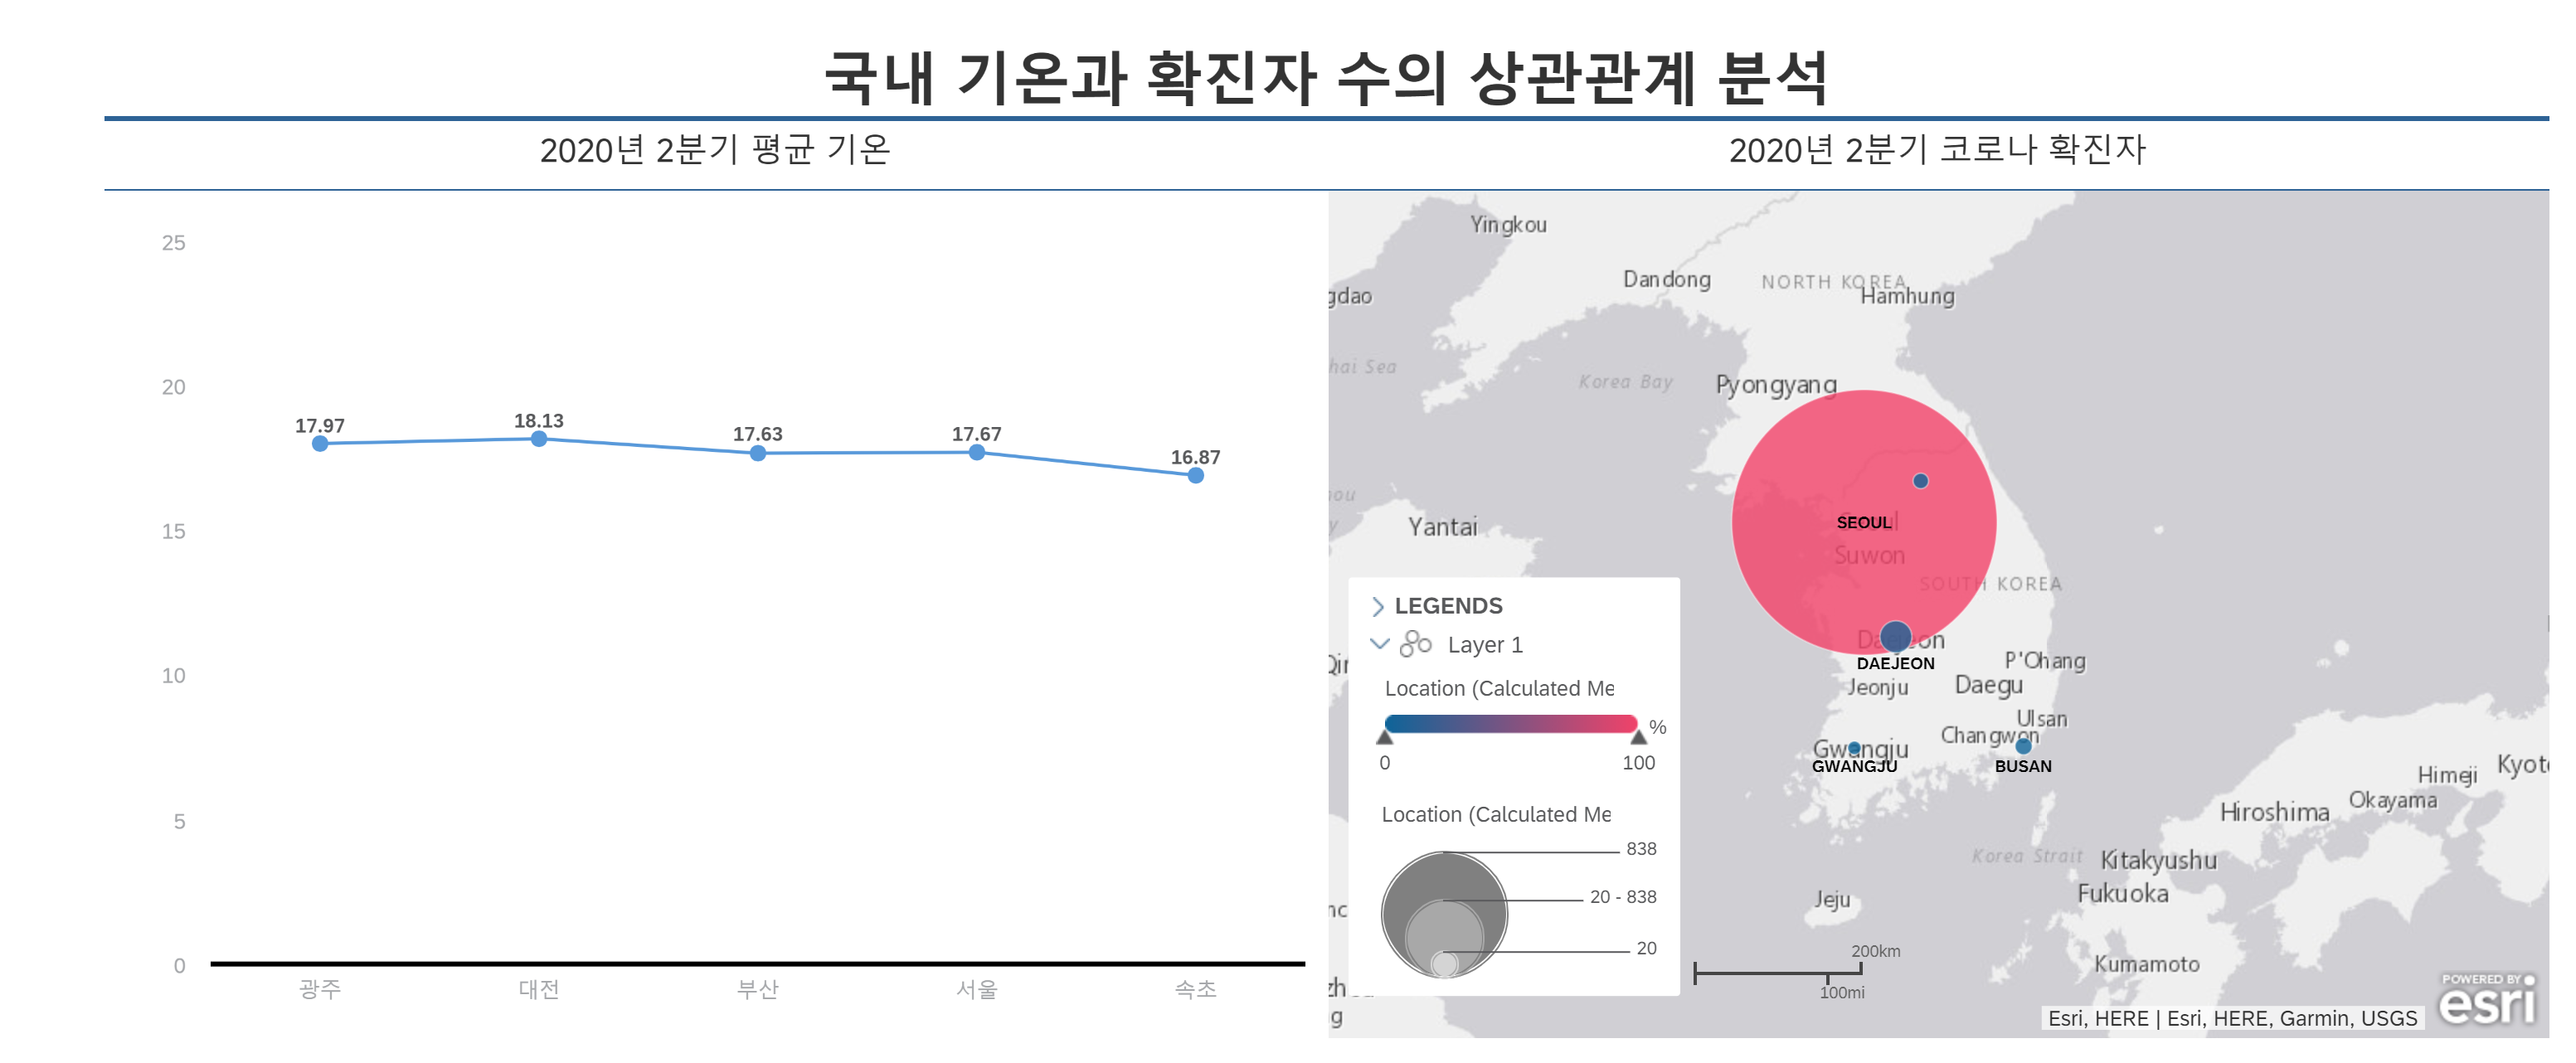 국내 기온과 확진자 수의 상관관계 분석
2020년 2분기 평균 기온
2020년 2분기 코로나 확진자
25
20
15
10
5
0
17.97
18.13
17.63
17.67
16.87
광주
대전
부산
서울
속초
Yingkou
Dandong
NORTH KOREA
Hamhung
gdao
hai Sea
Korea Bay
Pyongyang
Yantai
SEOUL
Suwon
SOUTH KOREA
DAEJEON
P'Ohang
Jeonju
Daegu
Ulsan
Changwon
Gwangju
GWANGJU
BUSAN
Himeji
Kyot
Okayama
Hiroshima
Korea Strait
Kitakyushu
Fukuoka
Jeju
Kumamoto
LEGENDS
Layer 1
Location (Calculated Me
%
0
100
Location (Calculated Me
838
20 - 838
20
200km
100mi
POWERED BY
esri
Esri, HERE | Esri, HERE, Garmin, USGS